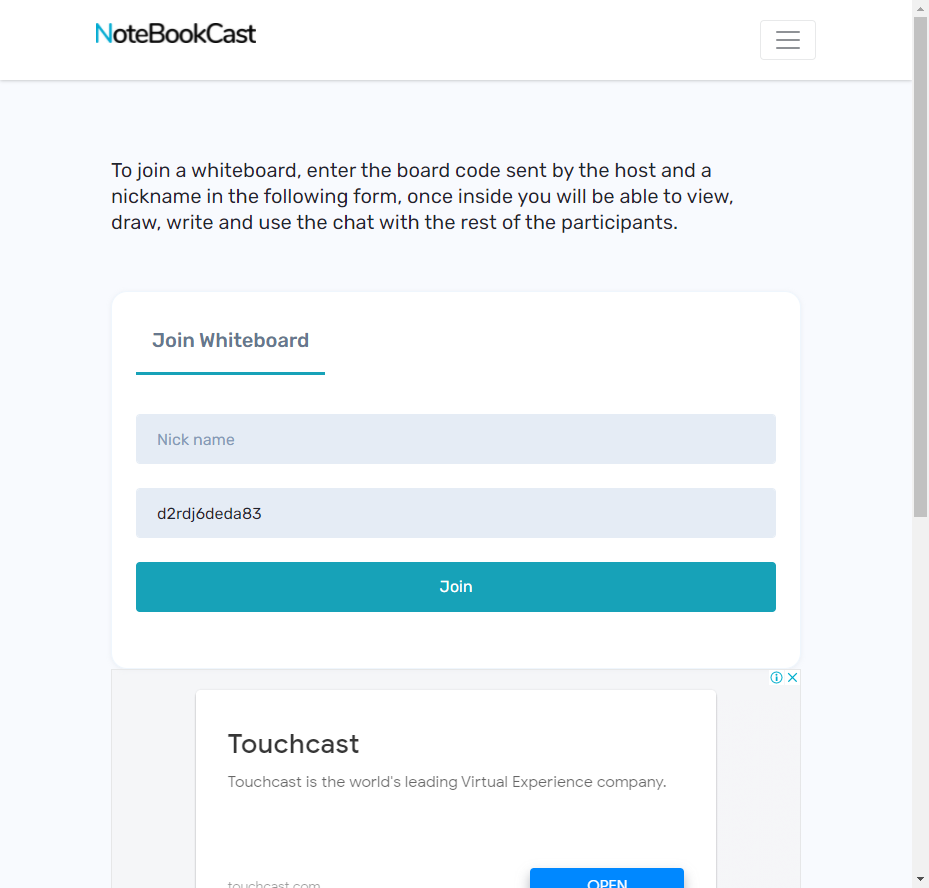 NoteBookCast
To join a whiteboard, enter the board code sent by the host and a
nickname in the following form, once inside you will be able to view,
draw, write and use the chat with the rest of the participants.
Join Whiteboard
Nick name
d2rdj6deda83
Join
Touchcast
Touchcast is the world's leading Virtual Experience company.
touchcast.com
OPEN